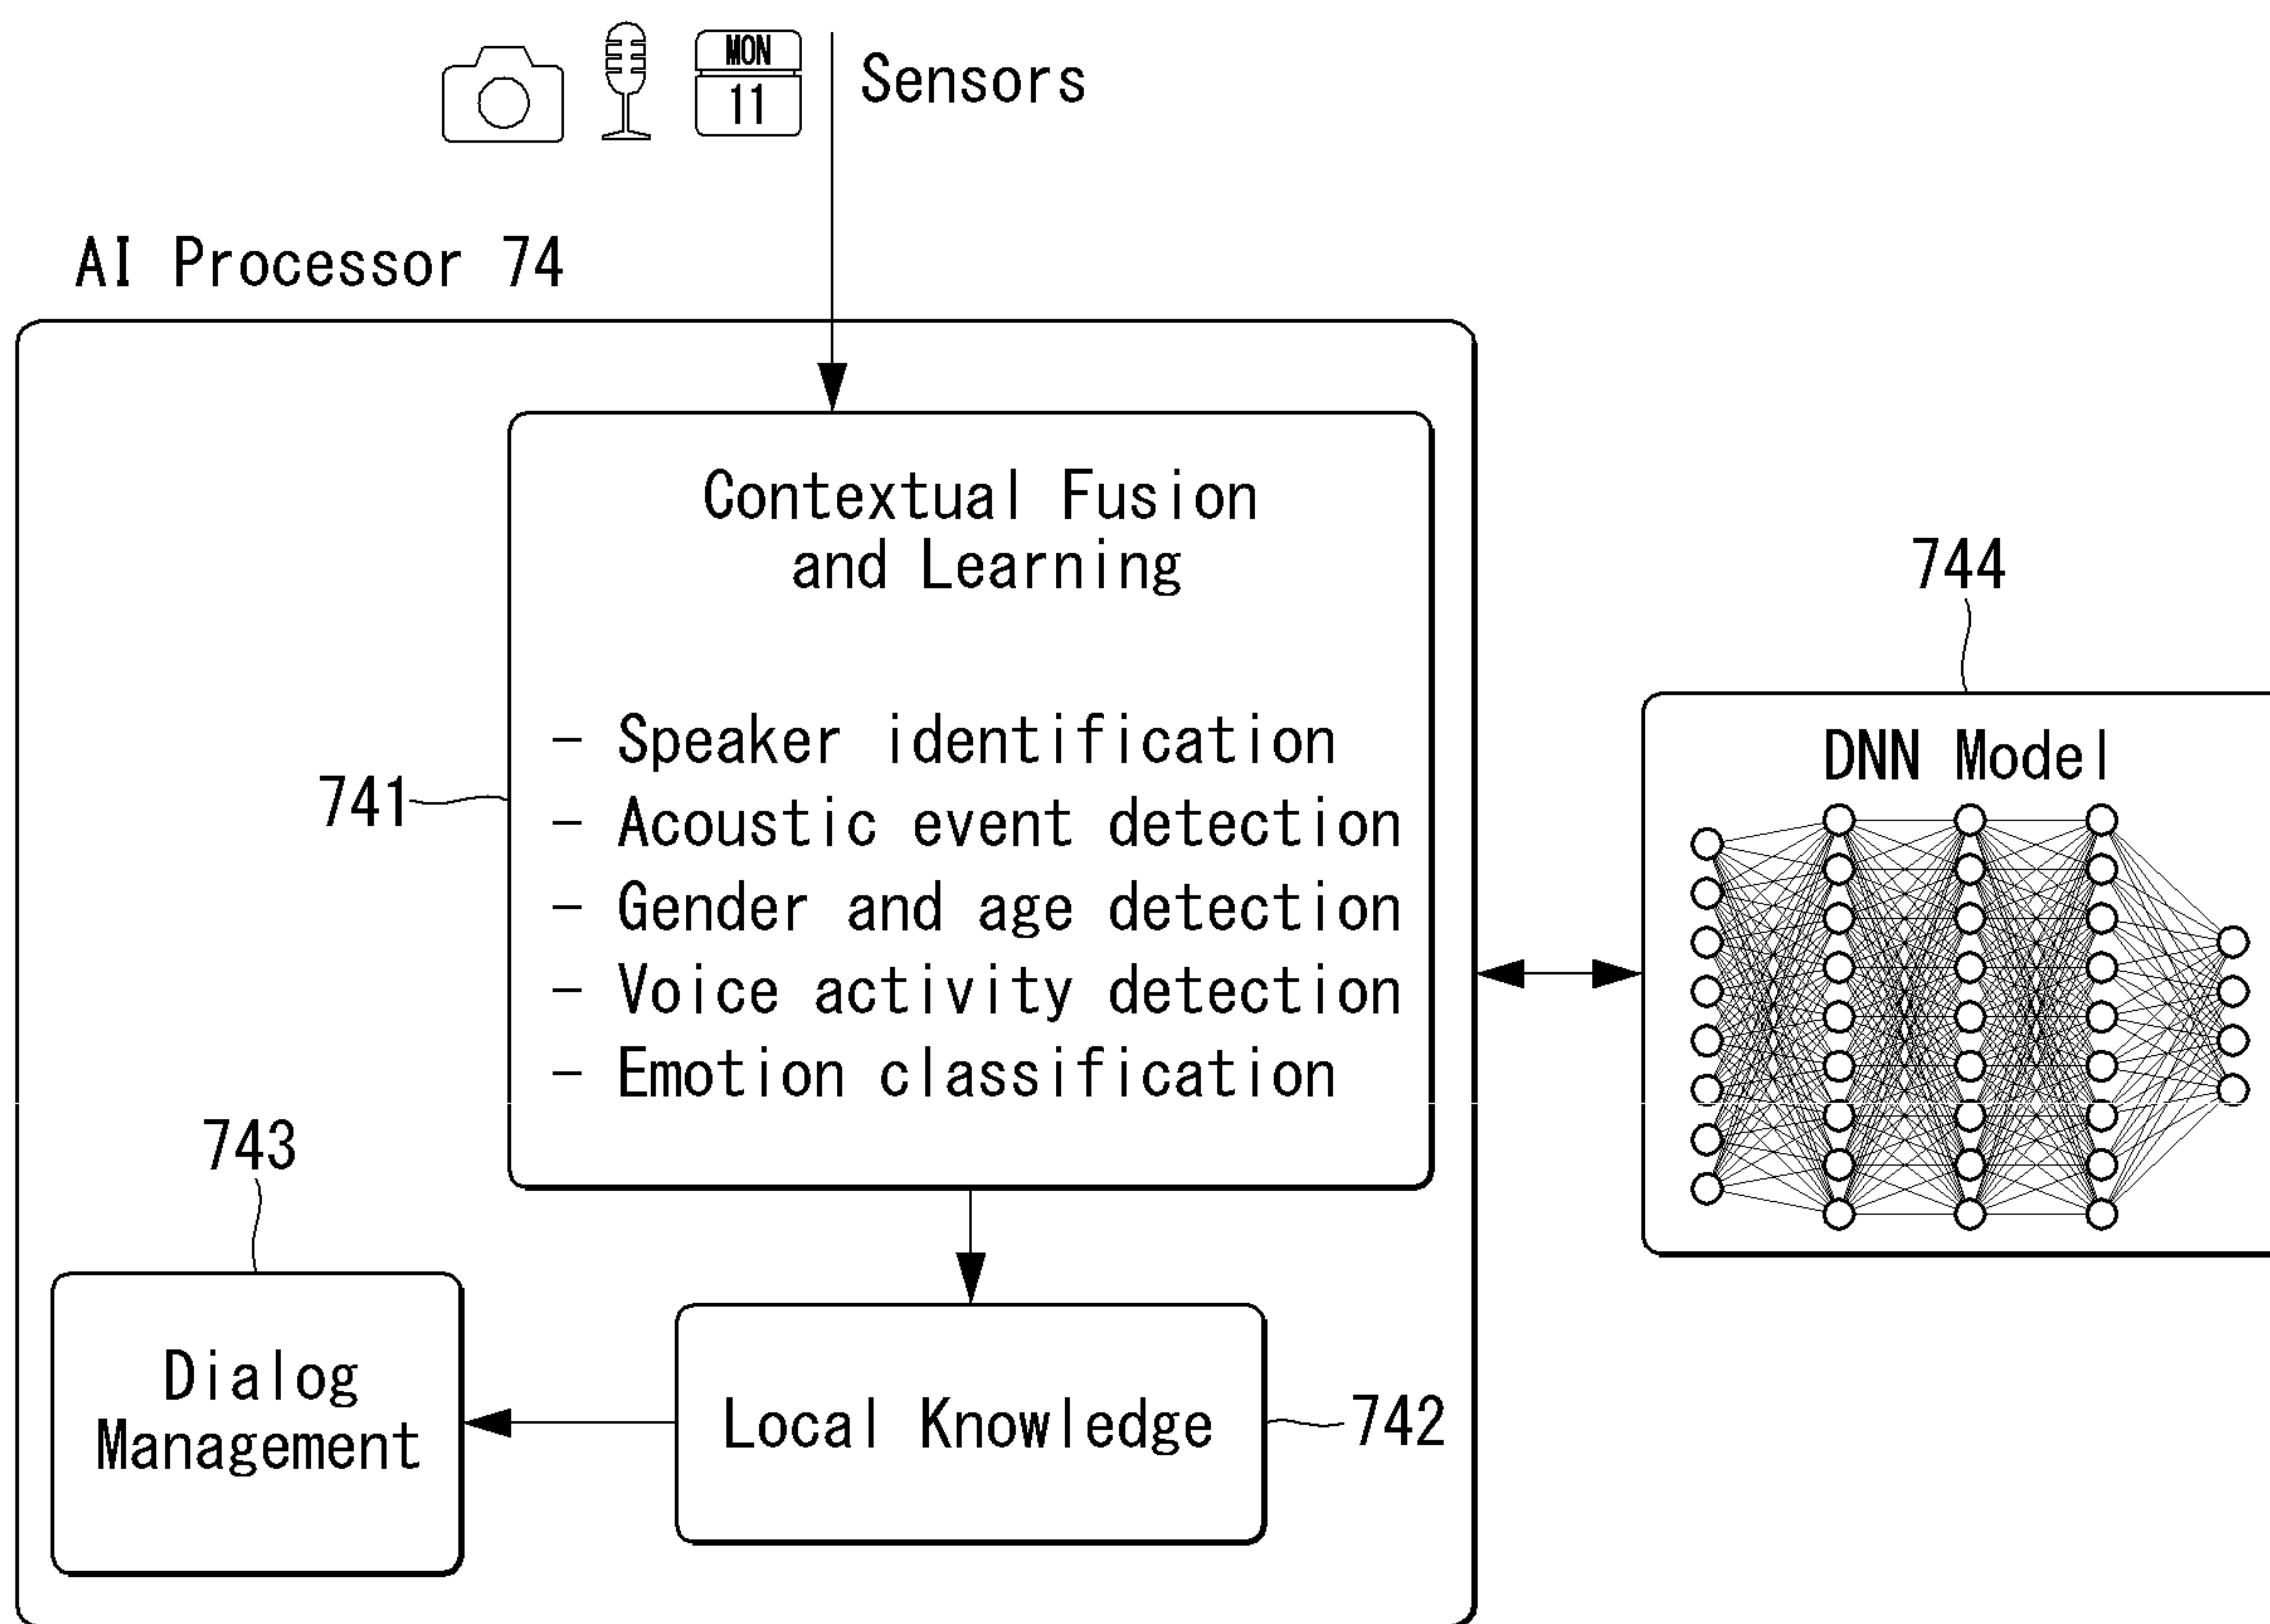 MON
11
Sensors
AI Processor 74
Contextual Fusion
and Learning
- Speaker identification
- Acoustic event detection
- Gender and age detection
- Voice activity detection
- Emotion classification
741
744
DNN Model
743
Dialog
Management
Local Knowledge
742